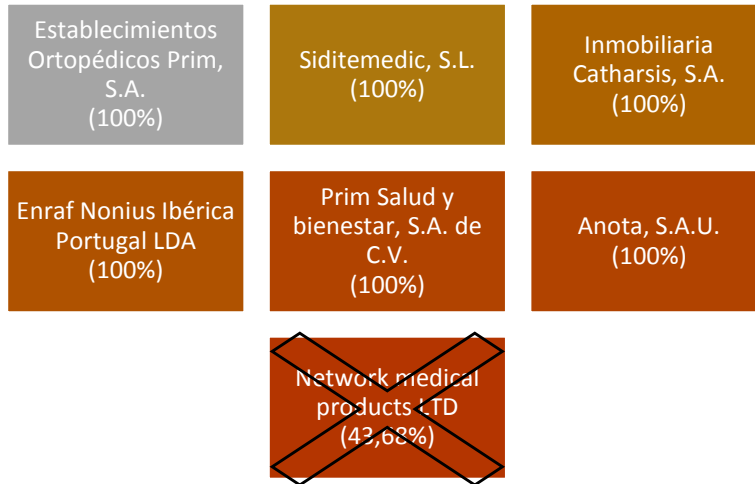 Establecimientos
Ortopédicos Prim,
S.A.
(100%)
Siditemedic, S.L.
(100%)
Inmobiliaria
Catharsis, S.A.
(100%)
Enraf Nonius Ibérica
Portugal LDA
(100%)
Prim Salud y
bienestar, S.A. de
C.V.
(100%)
Anota, S.A.U.
(100%)
Network medical
products LTD
(43,68%)